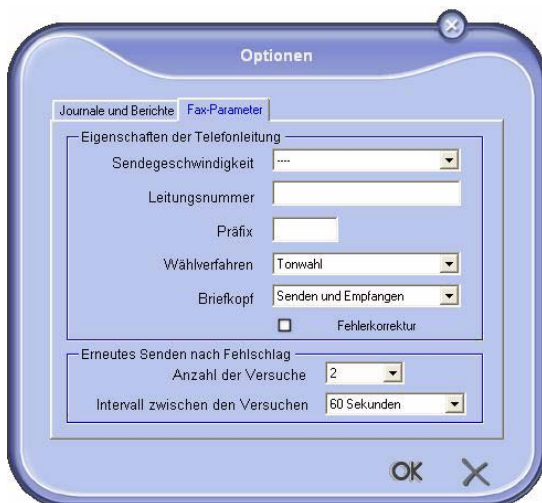 Optionen
Journale und Berichte Fax-Parameter
Eigenschaften der Telefonleitung
Sendegeschwindigkeit ----
Leitungsnummer
Präfix
Wählverfahren Tonwahl
Briefkopf Senden und Empfangen
Fehlerkorrektur
Erneutes Senden nach Fehlschlag
Anzahl der Versuche 2
Intervall zwischen den Versuchen 60 Sekunden
OK